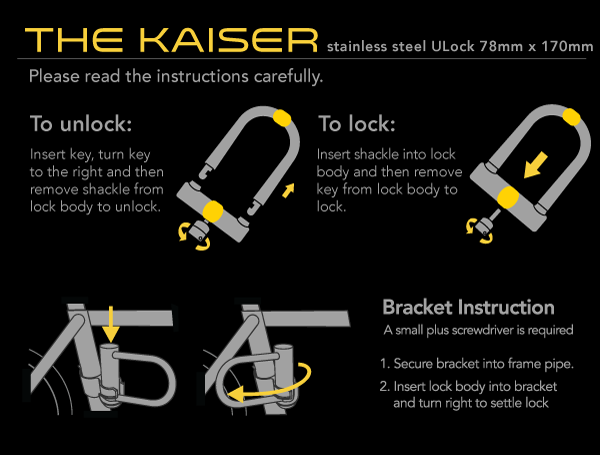 THE KAISER stainless steel ULock 78mm x 170mm
Please read the instructions carefully.
To unlock:
Insert key, turn key
to the right and then
remove shackle from
lock body to unlock.
To lock:
Insert shackle into lock
body and then remove
key from lock body to
lock.
Bracket Instruction
A small plus screwdriver is required
1. Secure bracket into frame pipe.
2. Insert lock body into bracket
and turn right to settle lock